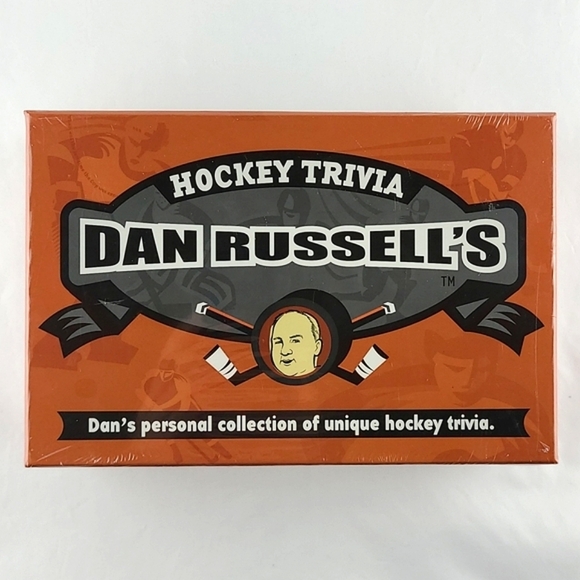 HOCKEY TRIVIA
DAN RUSSELL'S
TM
Dan's personal collection of unique hockey trivia.